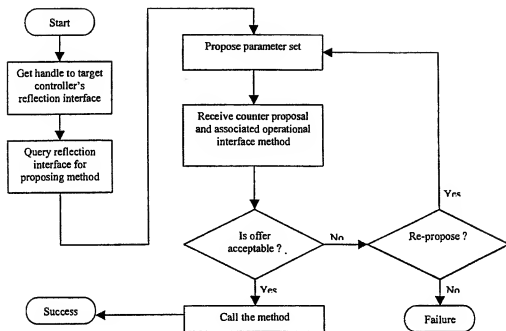 Start
Get handle to target
controller's
reflection interface
Query reflection
interface for
proposing method
Propose parameter set
Receive counter proposal
and associated operational
interface method
Is offer
acceptable ?
No
Re-propose ?
Yes
Yes
No
Call the method
Success
Failure